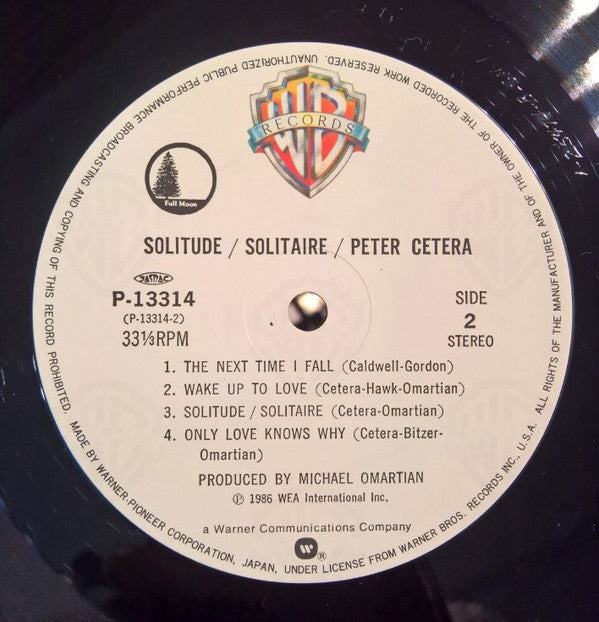 WB
RECORDS
Full Moon
SOLITUDE / SOLITAIRE / PETER CETERA
JASRAC
P-13314
(P-13314-2)
33⅓RPM
SIDE
2
STEREO
1. THE NEXT TIME I FALL (Caldwell-Gordon)
2. WAKE UP TO LOVE (Cetera-Hawk-Omartian)
3. SOLITUDE / SOLITAIRE (Cetera-Omartian)
4. ONLY LOVE KNOWS WHY (Cetera-Bitzer-
Omartian)
PRODUCED BY MICHAEL OMARTIAN
℗ 1986 WEA International Inc.
a Warner Communications Company
®
MADE BY WARNER-PIONEER CORPORATION, JAPAN, UNDER LICENSE FROM WARNER BROS. RECORDS INC., U.S.A. ALL RIGHTS OF THE MANUFACTURER AND OF THE OWNER OF THE RECORDED WORK RESERVED. UNAUTHORIZED PUBLIC PERFORMANCE BROADCASTING AND COPYING OF THIS RECORD PROHIBITED.